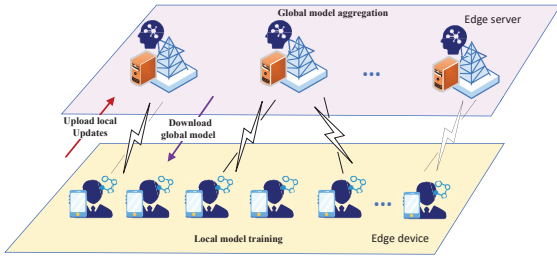 Global model aggregation
Edge server
Upload local
Updates
Download
global model
Local model training
Edge device